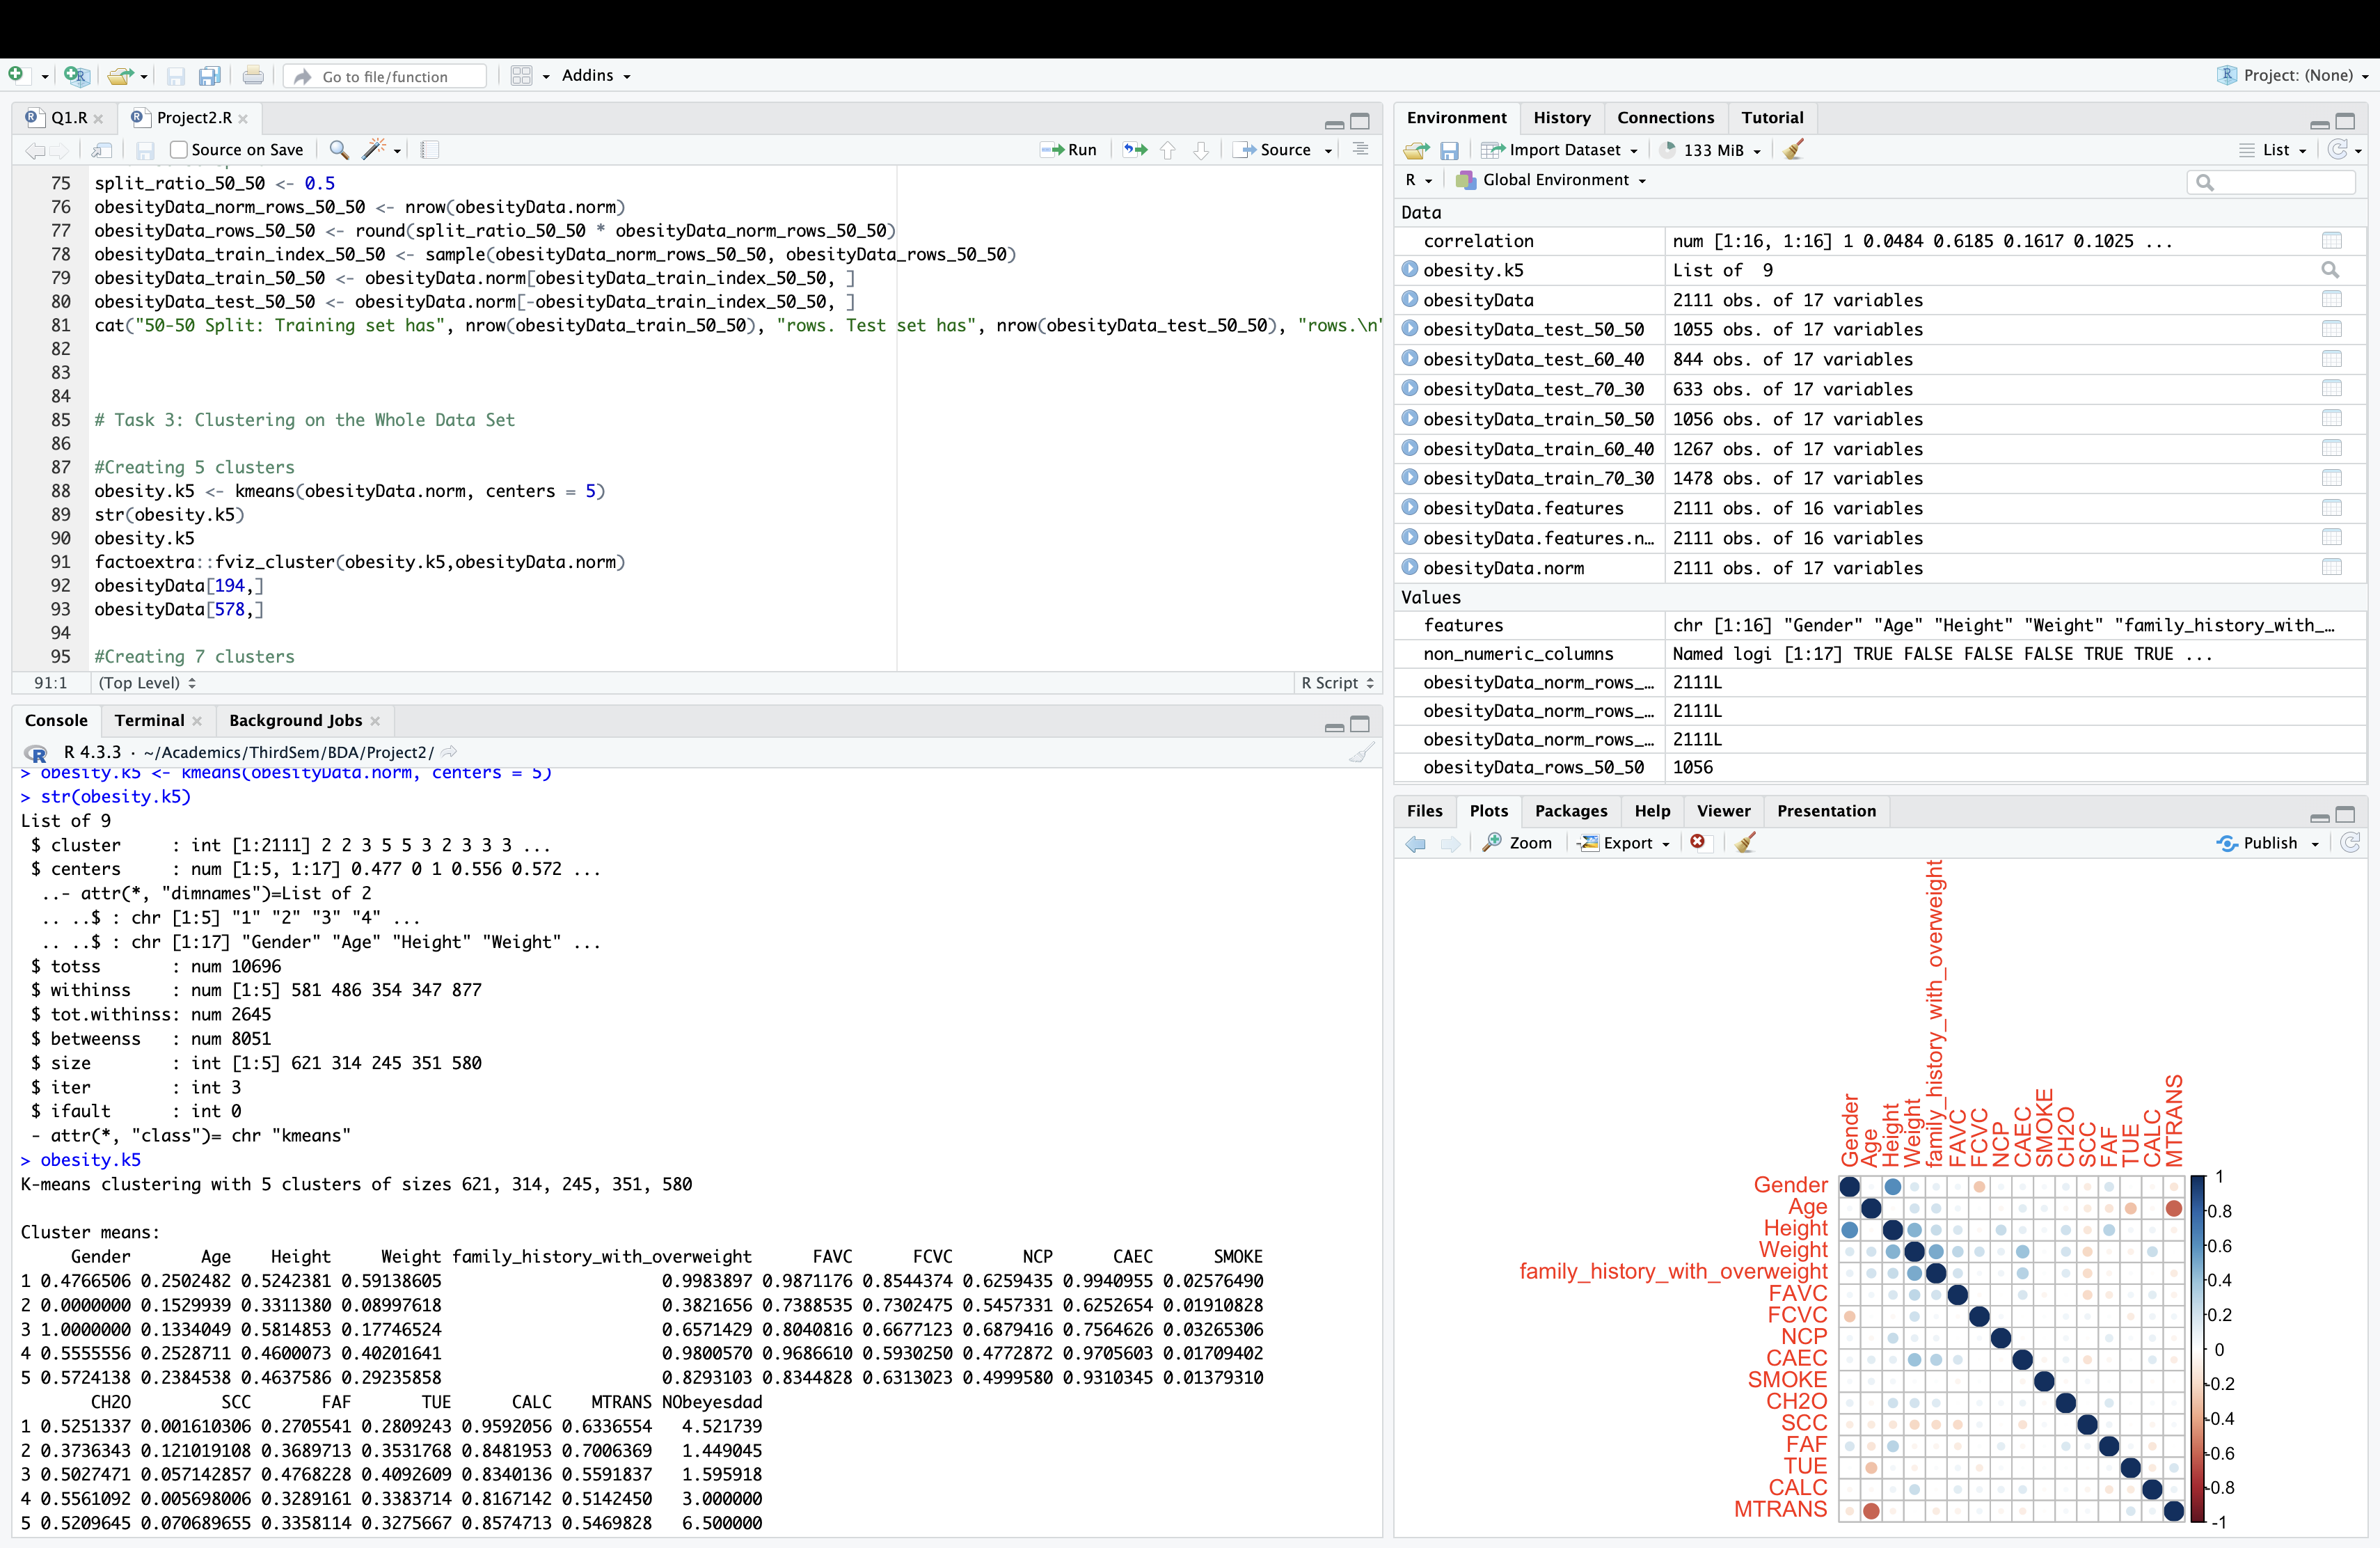 Go to file/function
Addins
Project: (None)
Q1.R
Project2.R
Source on Save
Run
Source
75 split_ratio_50_50 <- 0.5
76 obesityData_norm_rows_50_50 <- nrow(obesityData.norm)
77 obesityData_rows_50_50 <- round(split_ratio_50_50 * obesityData_norm_rows_50_50)
78 obesityData_train_index_50_50 <- sample(obesityData_norm_rows_50_50, obesityData_rows_50_50)
79 obesityData_train_50_50 <- obesityData.norm[obesityData_train_index_50_50, ]
80 obesityData_test_50_50 <- obesityData.norm[-obesityData_train_index_50_50, ]
81 cat("50-50 Split: Training set has", nrow(obesityData_train_50_50), "rows. Test set has", nrow(obesityData_test_50_50), "rows.\n"
82
83
84
85 # Task 3: Clustering on the Whole Data Set
86
87 #Creating 5 clusters
88 obesity.k5 <- kmeans(obesityData.norm, centers = 5)
89 str(obesity.k5)
90 obesity.k5
91 factoextra::fviz_cluster(obesity.k5,obesityData.norm)
92 obesityData[194,]
93 obesityData[578,]
94
95 #Creating 7 clusters
91:1 (Top Level) R Script
Console Terminal Background Jobs
R 4.3.3 · ~/Academics/ThirdSem/BDA/Project2/
> obesity.k5 <- kmeans(obesityData.norm, centers = 5)
> str(obesity.k5)
List of 9
$ cluster : int [1:2111] 2 2 3 5 5 3 2 3 3 3 ...
$ centers : num [1:5, 1:17] 0.477 0 1 0.556 0.572 ...
..- attr(*, "dimnames")=List of 2
.. ..$ : chr [1:5] "1" "2" "3" "4" ...
.. ..$ : chr [1:17] "Gender" "Age" "Height" "Weight" ...
$ totss : num 10696
$ withinss : num [1:5] 581 486 354 347 877
$ tot.withinss: num 2645
$ betweenss : num 8051
$ size : int [1:5] 621 314 245 351 580
$ iter : int 3
$ ifault : int 0
- attr(*, "class")= chr "kmeans"
> obesity.k5
K-means clustering with 5 clusters of sizes 621, 314, 245, 351, 580
Cluster means:
Gender Age Height Weight family_history_with_overweight FAVC FCVC NCP CAEC SMOKE
1 0.4766506 0.2502482 0.5242381 0.59138605 0.9983897 0.9871176 0.8544374 0.6259435 0.9940955 0.02576490
2 0.0000000 0.1529939 0.3311380 0.08997618 0.3821656 0.7388535 0.7302475 0.5457331 0.6252654 0.01910828
3 1.0000000 0.1334049 0.5814853 0.17746524 0.6571429 0.8040816 0.6677123 0.6879416 0.7564626 0.03265306
4 0.5555556 0.2528711 0.4600073 0.40201641 0.9800570 0.9686610 0.5930250 0.4772872 0.9705603 0.01709402
5 0.5724138 0.2384538 0.4637586 0.29235858 0.8293103 0.8344828 0.6313023 0.4999580 0.9310345 0.01379310
CH2O SCC FAF TUE CALC MTRANS NObeyesdad
1 0.5251337 0.001610306 0.2705541 0.2809243 0.9592056 0.6336554 4.521739
2 0.3736343 0.121019108 0.3689713 0.3531768 0.8481953 0.7006369 1.449045
3 0.5027471 0.057142857 0.4768228 0.4092609 0.8340136 0.5591837 1.595918
4 0.5561092 0.005698006 0.3289161 0.3383714 0.8167142 0.5142450 3.000000
5 0.5209645 0.070689655 0.3358114 0.3275667 0.8574713 0.5469828 6.500000
Environment History Connections Tutorial
Import Dataset 133 MiB List
R Global Environment
Data
correlation num [1:16, 1:16] 1 0.0484 0.6185 0.1617 0.1025 ...
obesity.k5 List of 9
obesityData 2111 obs. of 17 variables
obesityData_test_50_50 1055 obs. of 17 variables
obesityData_test_60_40 844 obs. of 17 variables
obesityData_test_70_30 633 obs. of 17 variables
obesityData_train_50_50 1056 obs. of 17 variables
obesityData_train_60_40 1267 obs. of 17 variables
obesityData_train_70_30 1478 obs. of 17 variables
obesityData.features 2111 obs. of 16 variables
obesityData.features.n… 2111 obs. of 16 variables
obesityData.norm 2111 obs. of 17 variables
Values
features chr [1:16] "Gender" "Age" "Height" "Weight" "family_history_with_…
non_numeric_columns Named logi [1:17] TRUE FALSE FALSE FALSE TRUE TRUE ...
obesityData_norm_rows_… 2111L
obesityData_norm_rows_… 2111L
obesityData_norm_rows_… 2111L
obesityData_rows_50_50 1056
Files Plots Packages Help Viewer Presentation
Zoom Export Publish
Gender Age Height Weight family_history_with_overweight FAVC FCVC NCP CAEC SMOKE CH2O SCC FAF TUE CALC MTRANS
Gender
Age
Height
Weight
family_history_with_overweight
FAVC
FCVC
NCP
CAEC
SMOKE
CH2O
SCC
FAF
TUE
CALC
MTRANS
1
0.8
0.6
0.4
0.2
0
-0.2
-0.4
-0.6
-0.8
-1